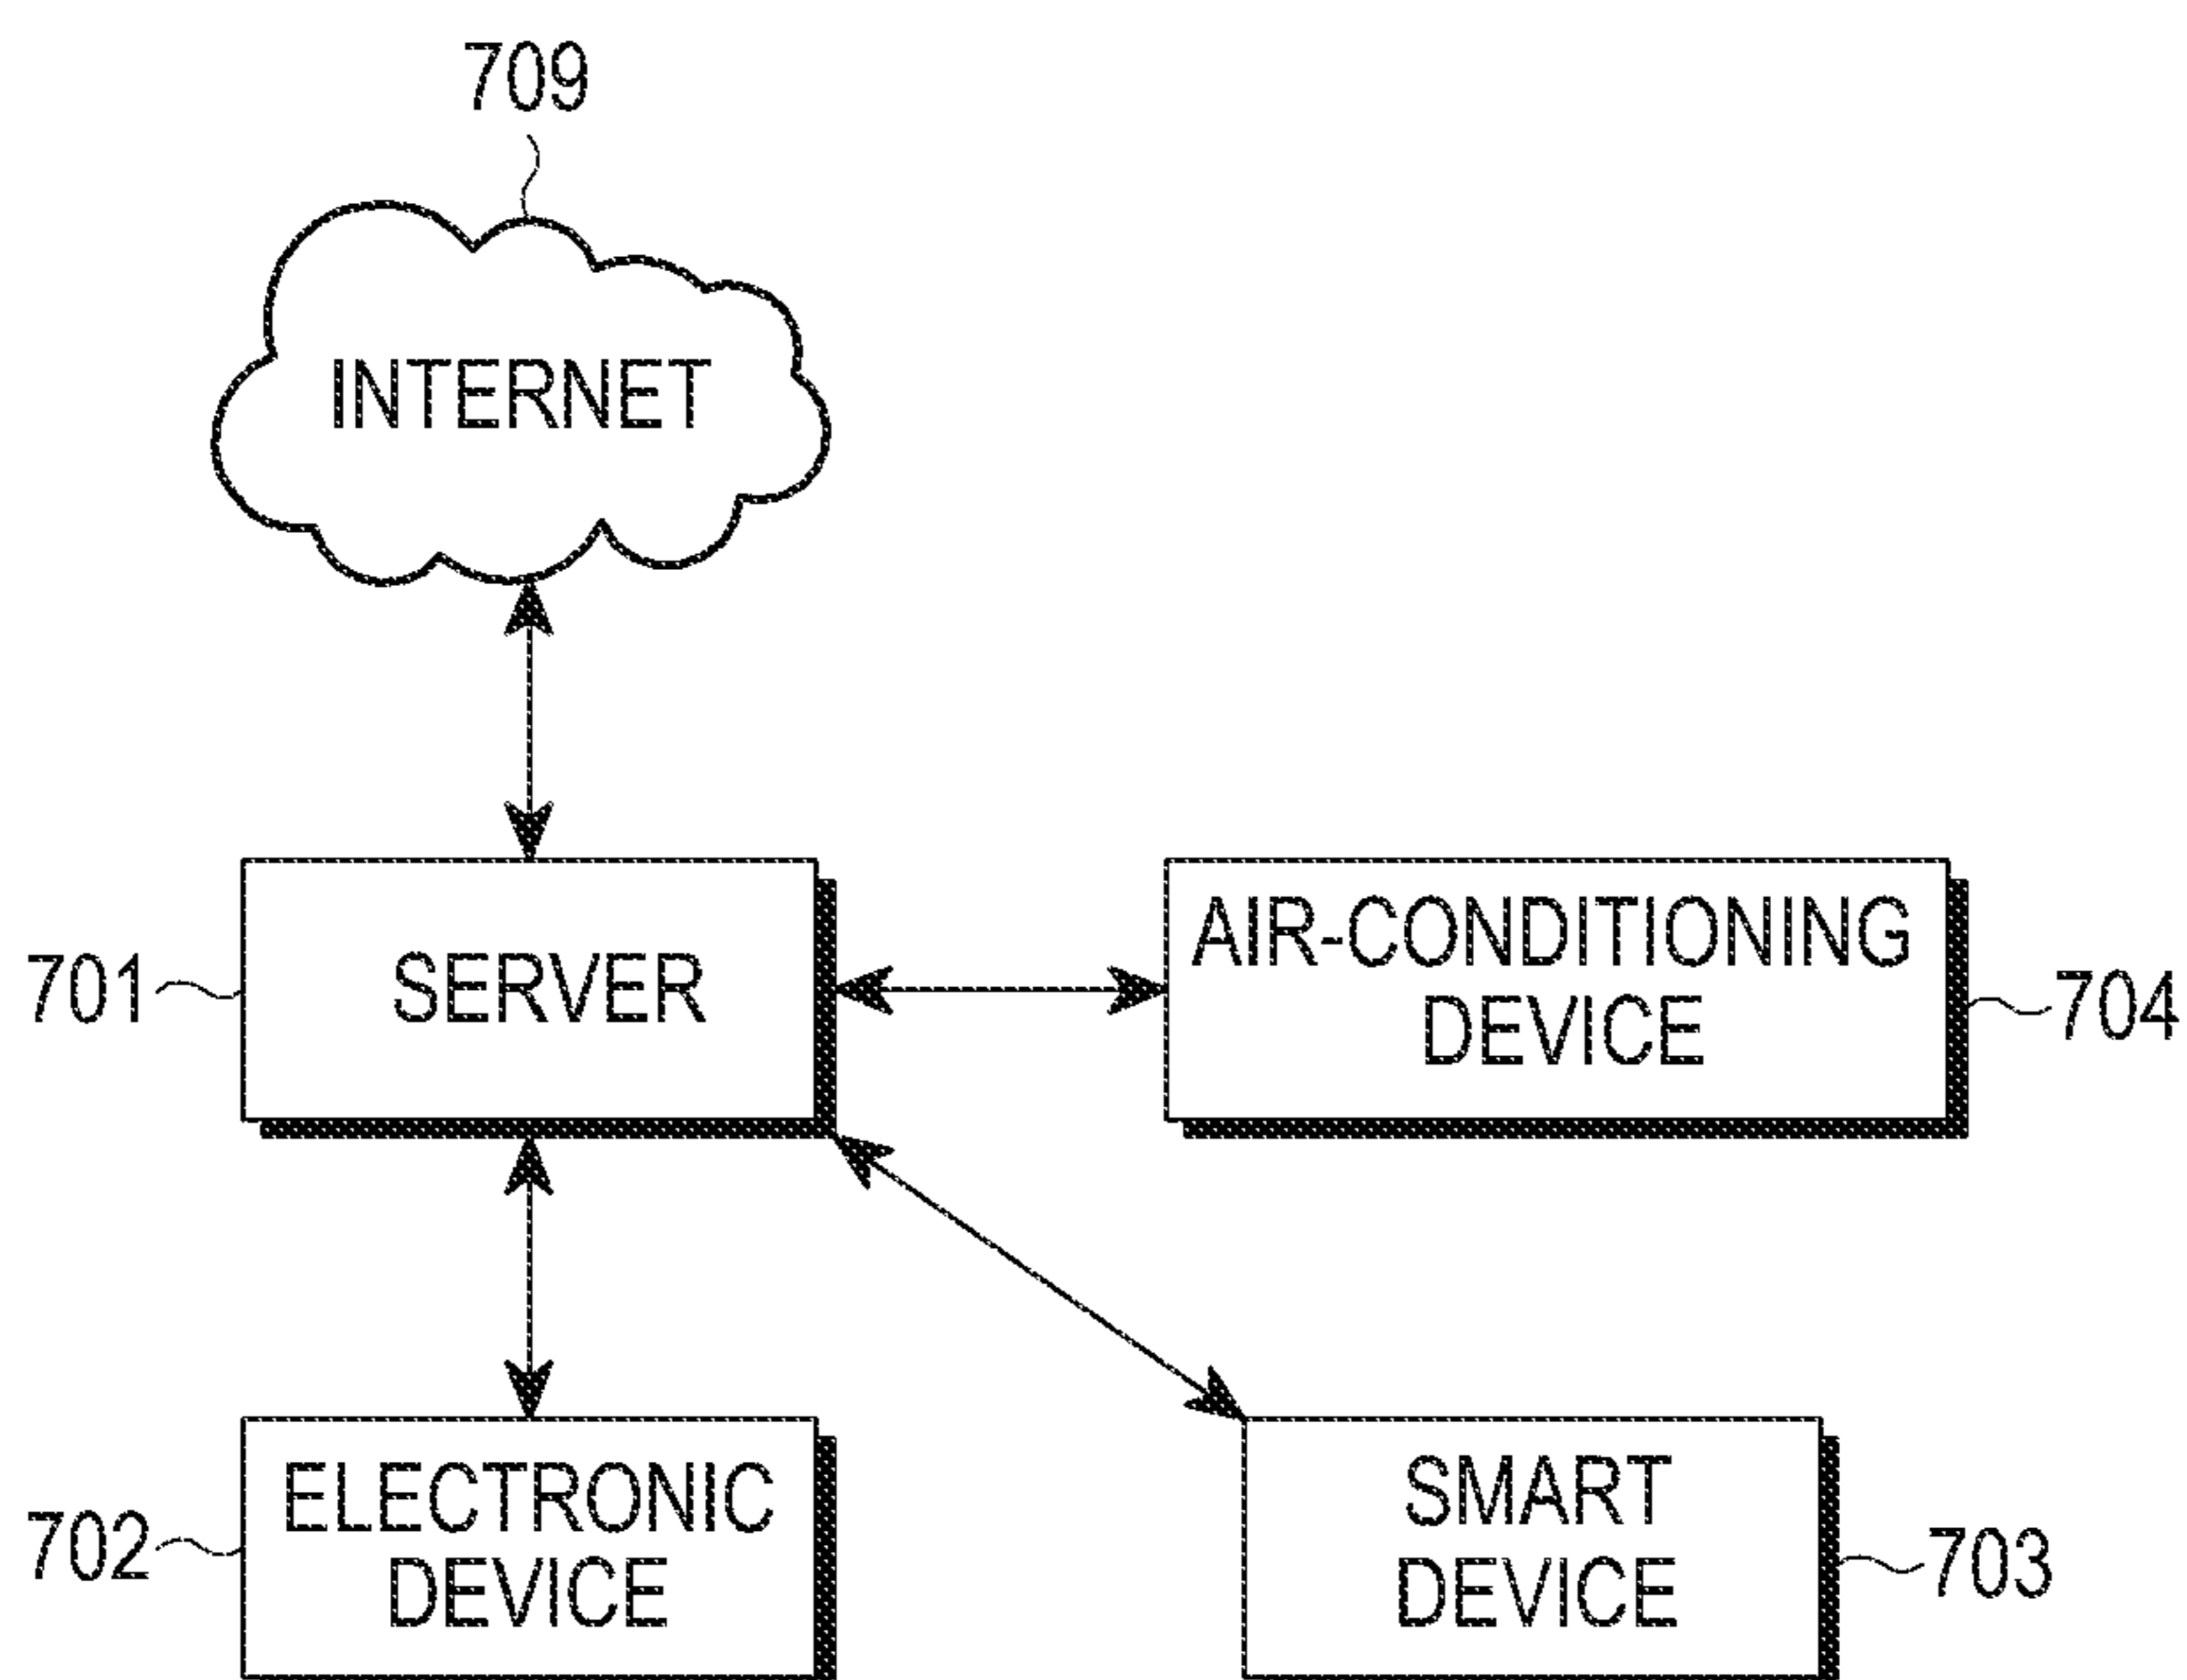 709
INTERNET
701
SERVER
AIR-CONDITIONING
DEVICE
704
702
ELECTRONIC
DEVICE
SMART
DEVICE
703